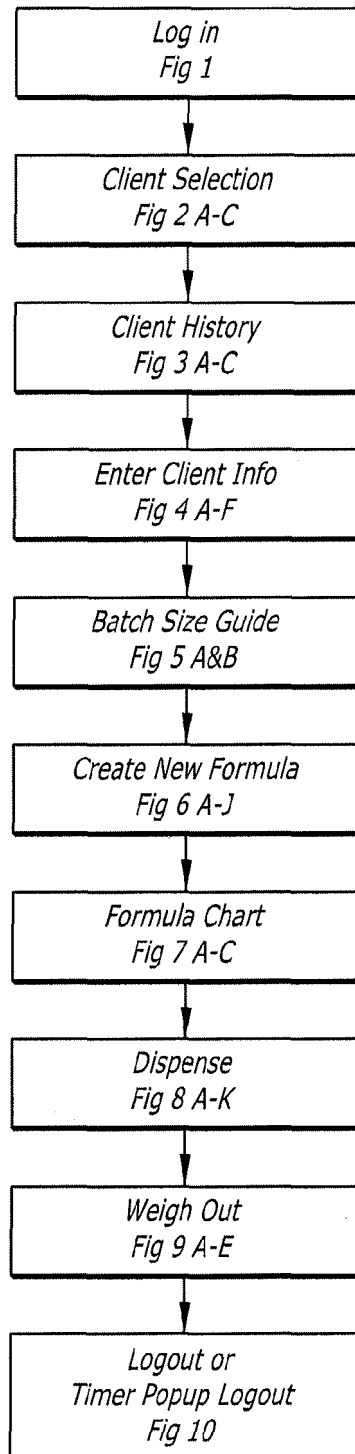 Log in
Fig 1
Client Selection
Fig 2 A-C
Client History
Fig 3 A-C
Enter Client Info
Fig 4 A-F
Batch Size Guide
Fig 5 A&B
Create New Formula
Fig 6 A-J
Formula Chart
Fig 7 A-C
Dispense
Fig 8 A-K
Weigh Out
Fig 9 A-E
Logout or
Timer Popup Logout
Fig 10